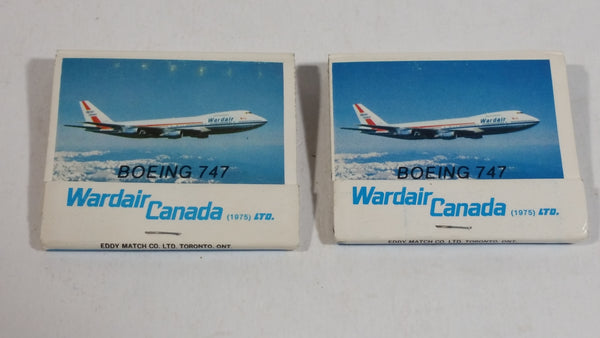 Wardair
BOEING 747
Wardair Canada (1975) LTD.
EDDY MATCH CO. LTD. TORONTO, ONT.
Wardair
BOEING 747
Wardair Canada (1975) LTD.
EDDY MATCH CO. LTD. TORONTO, ONT.